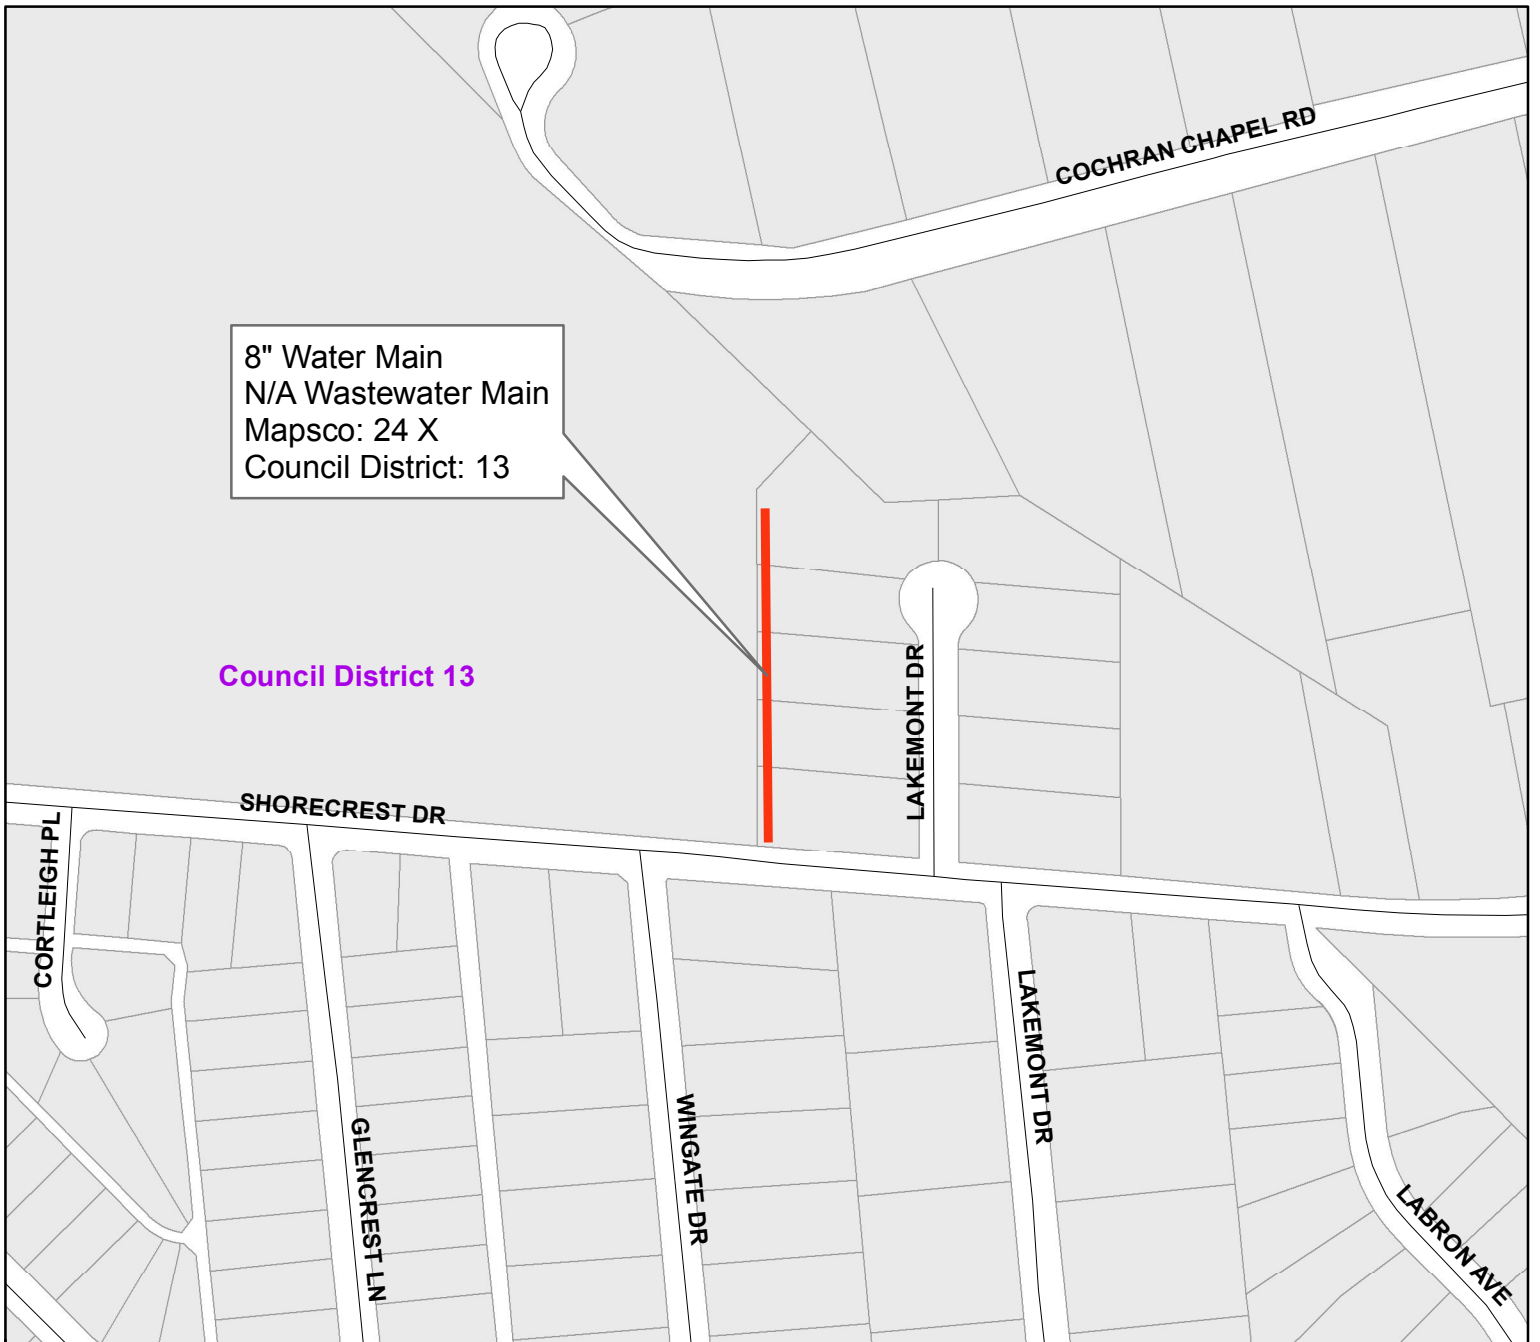 COCHRAN CHAPEL RD
8" Water Main
N/A Wastewater Main
Mapsco: 24 X
Council District: 13
Council District 13
LAKEMONT DR
SHORECREST DR
CORTLEIGH PL
GLENCREST LN
WINGATE DR
LAKEMONT DR
LABRON AVE